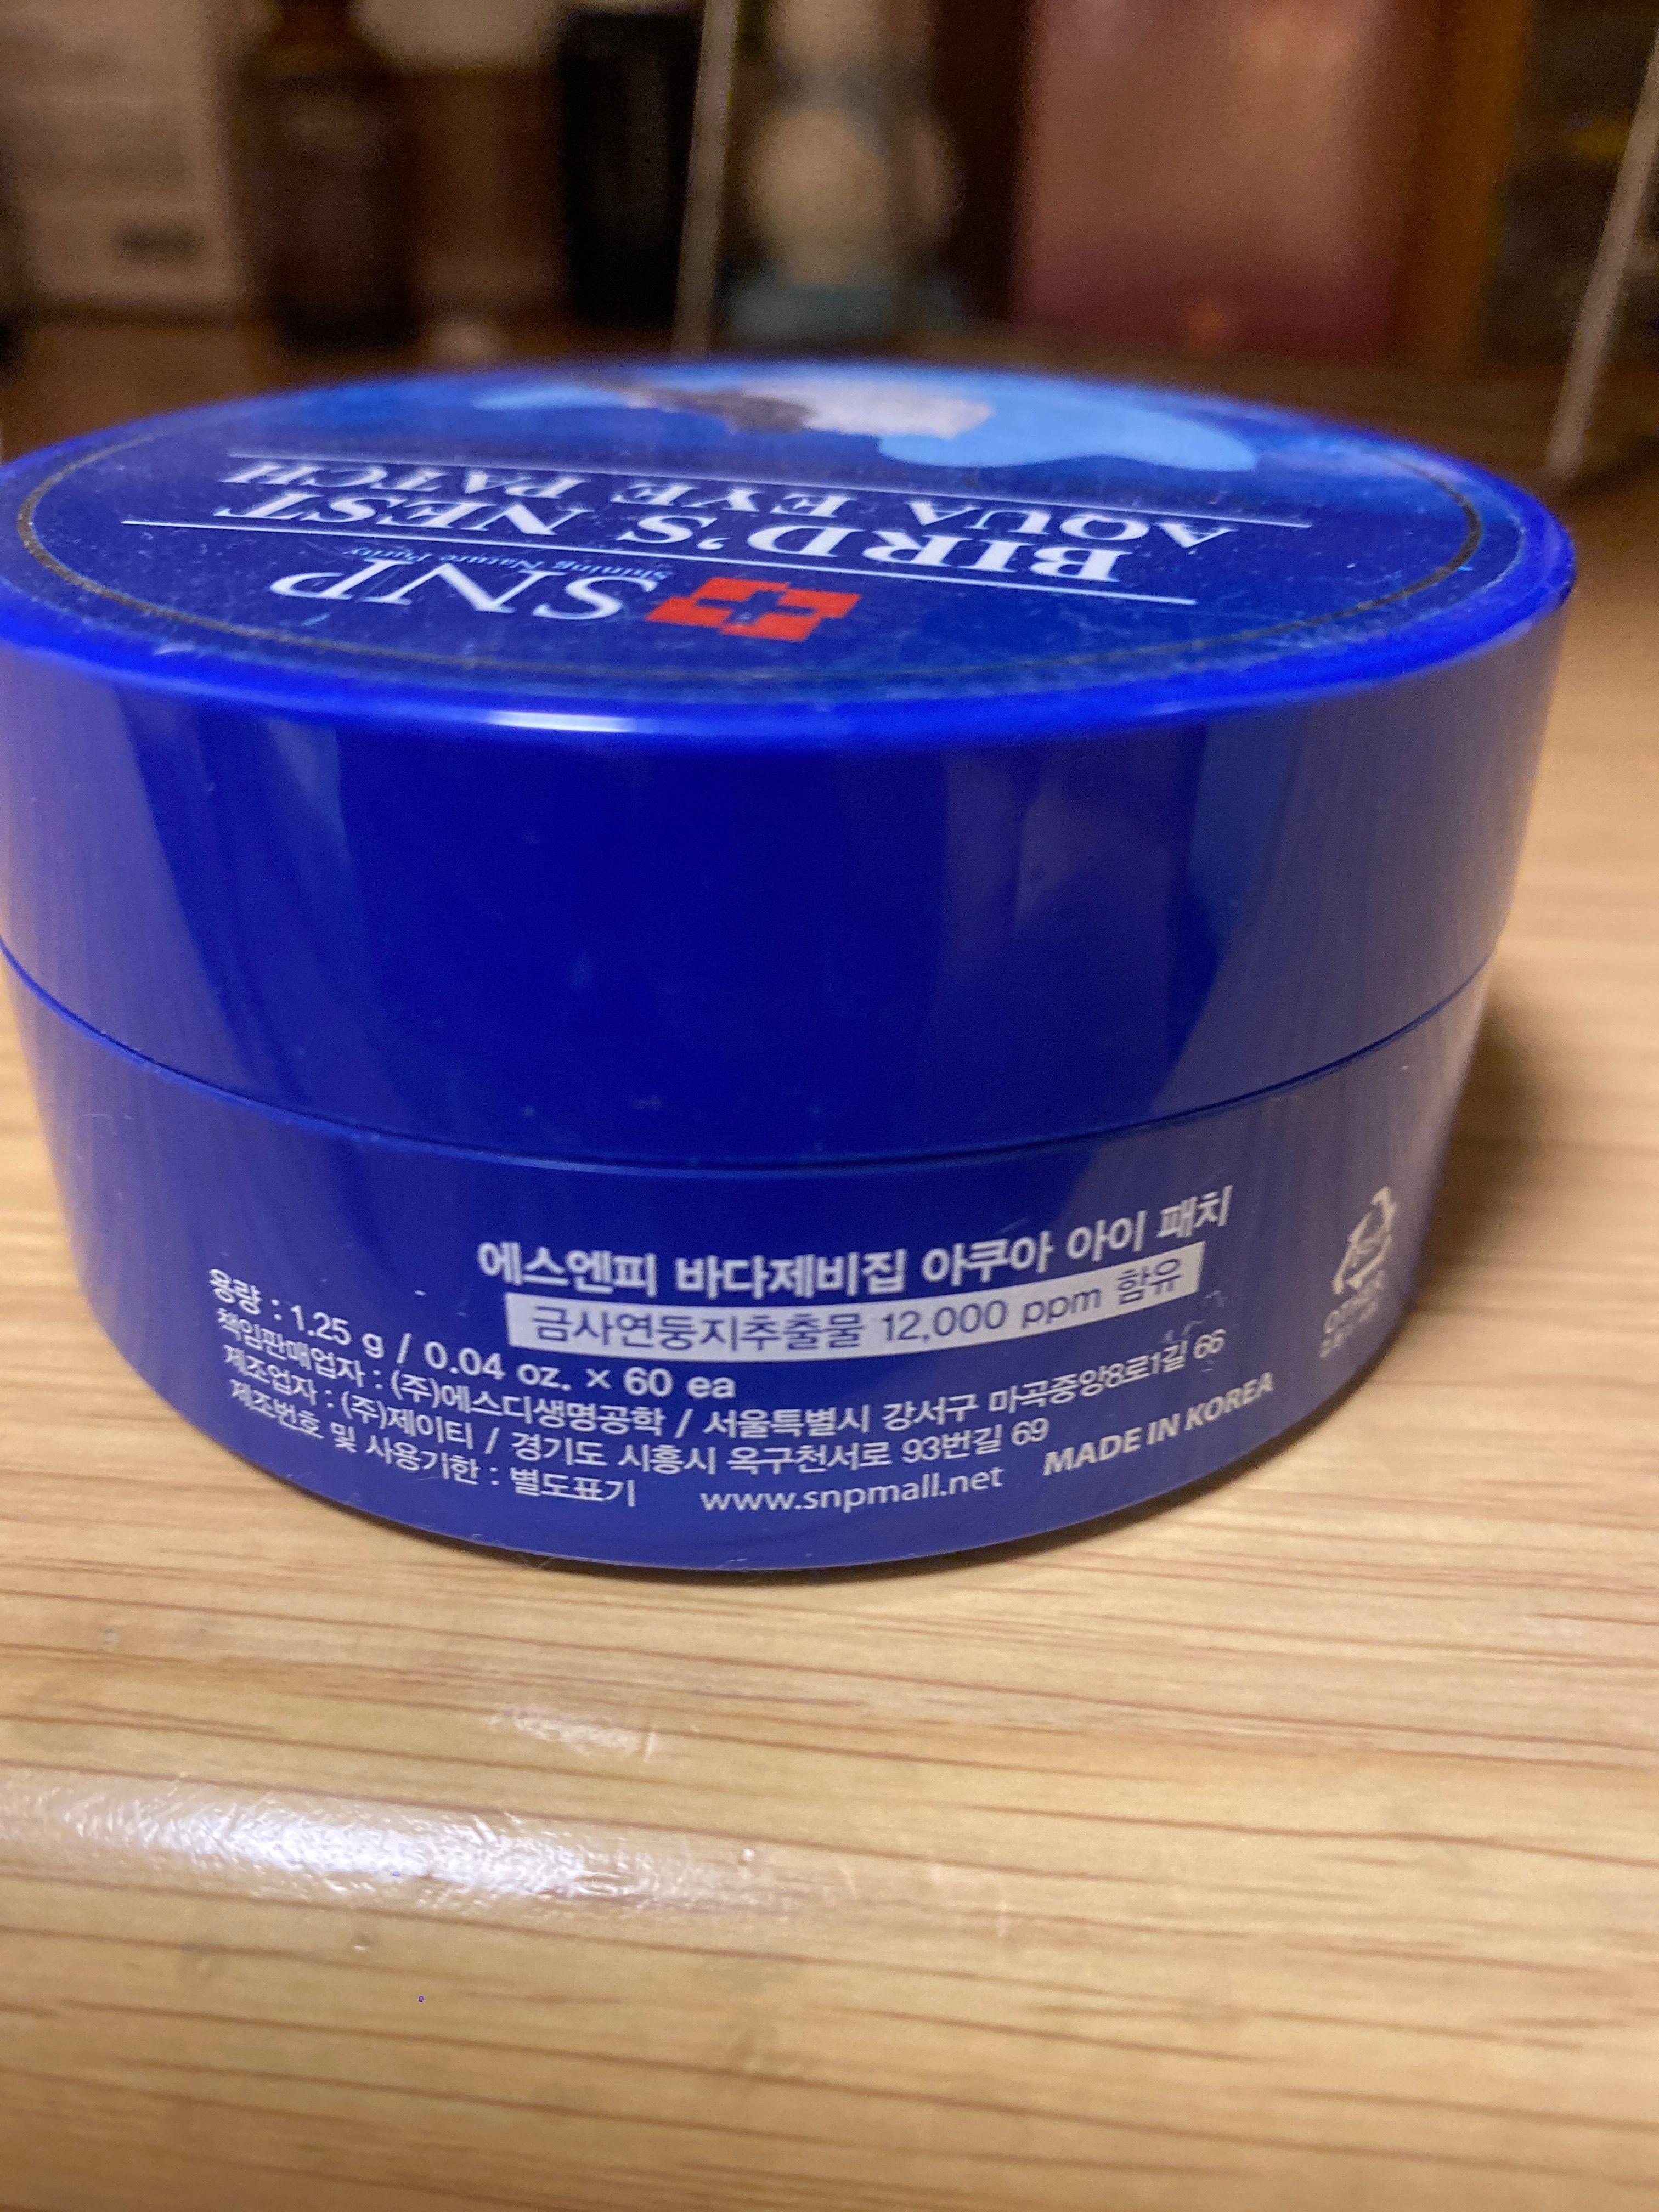 SNP
Shining Nature Purity
BIRD'S NEST
AQUA EYE PATCH
에스엔피 바다제비집 아쿠아 아이 패치
금사연둥지추출물 12,000 ppm 함유
용량 : 1.25 g / 0.04 oz. × 60 ea
책임판매업자 : (주)에스디생명공학 / 서울특별시 강서구 마곡중앙8로1길 66
제조업자 : (주)제이티 / 경기도 시흥시 옥구천서로 93번길 69
제조번호 및 사용기한 : 별도표기 www.snpmall.net MADE IN KOREA
OTHER